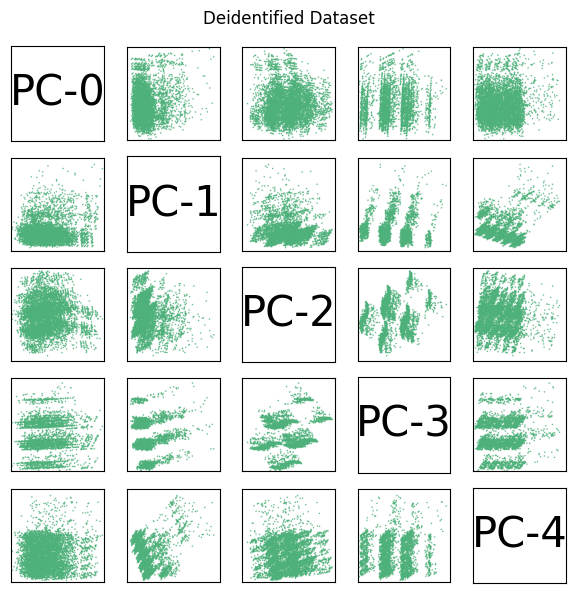 Deidentified Dataset
PC-0
PC-1
PC-2
PC-3
PC-4